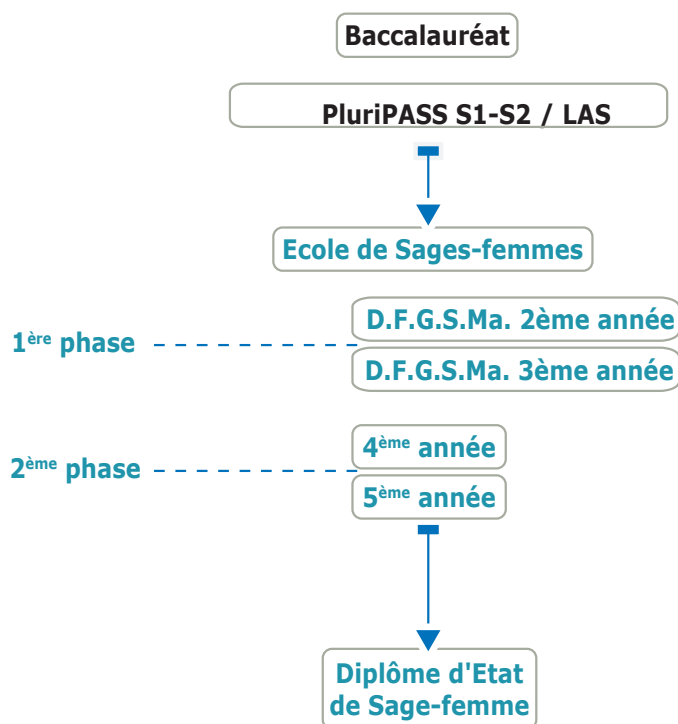 Baccalauréat
PluriPASS S1-S2 / LAS
Ecole de Sages-femmes
D.F.G.S.Ma. 2ème année
1ère phase
D.F.G.S.Ma. 3ème année
4ème année
2ème phase
5ème année
Diplôme d'Etat
de Sage-femme